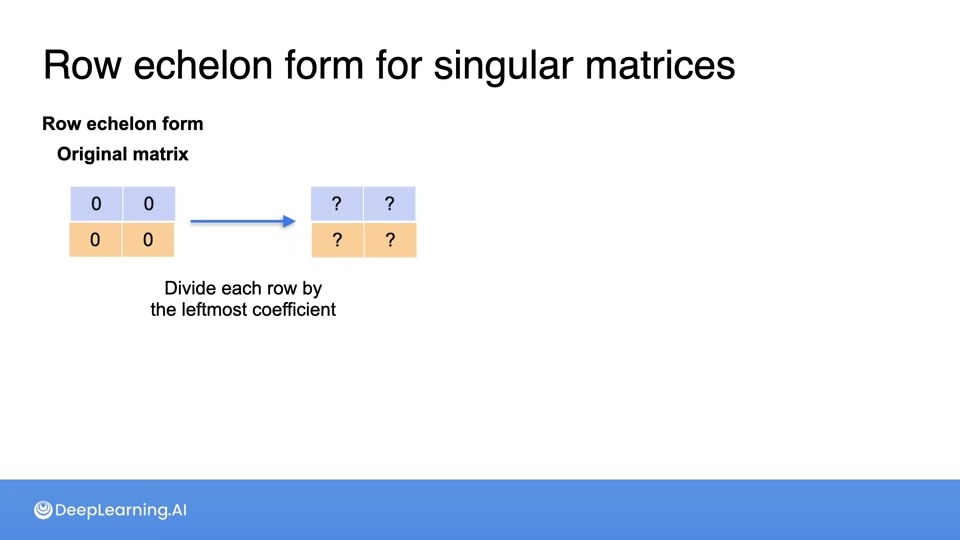 Row echelon form for singular matrices
Row echelon form
Original matrix
0 0 ? ?
0 0 ? ?
Divide each row by
the leftmost coefficient
DeepLearning.AI